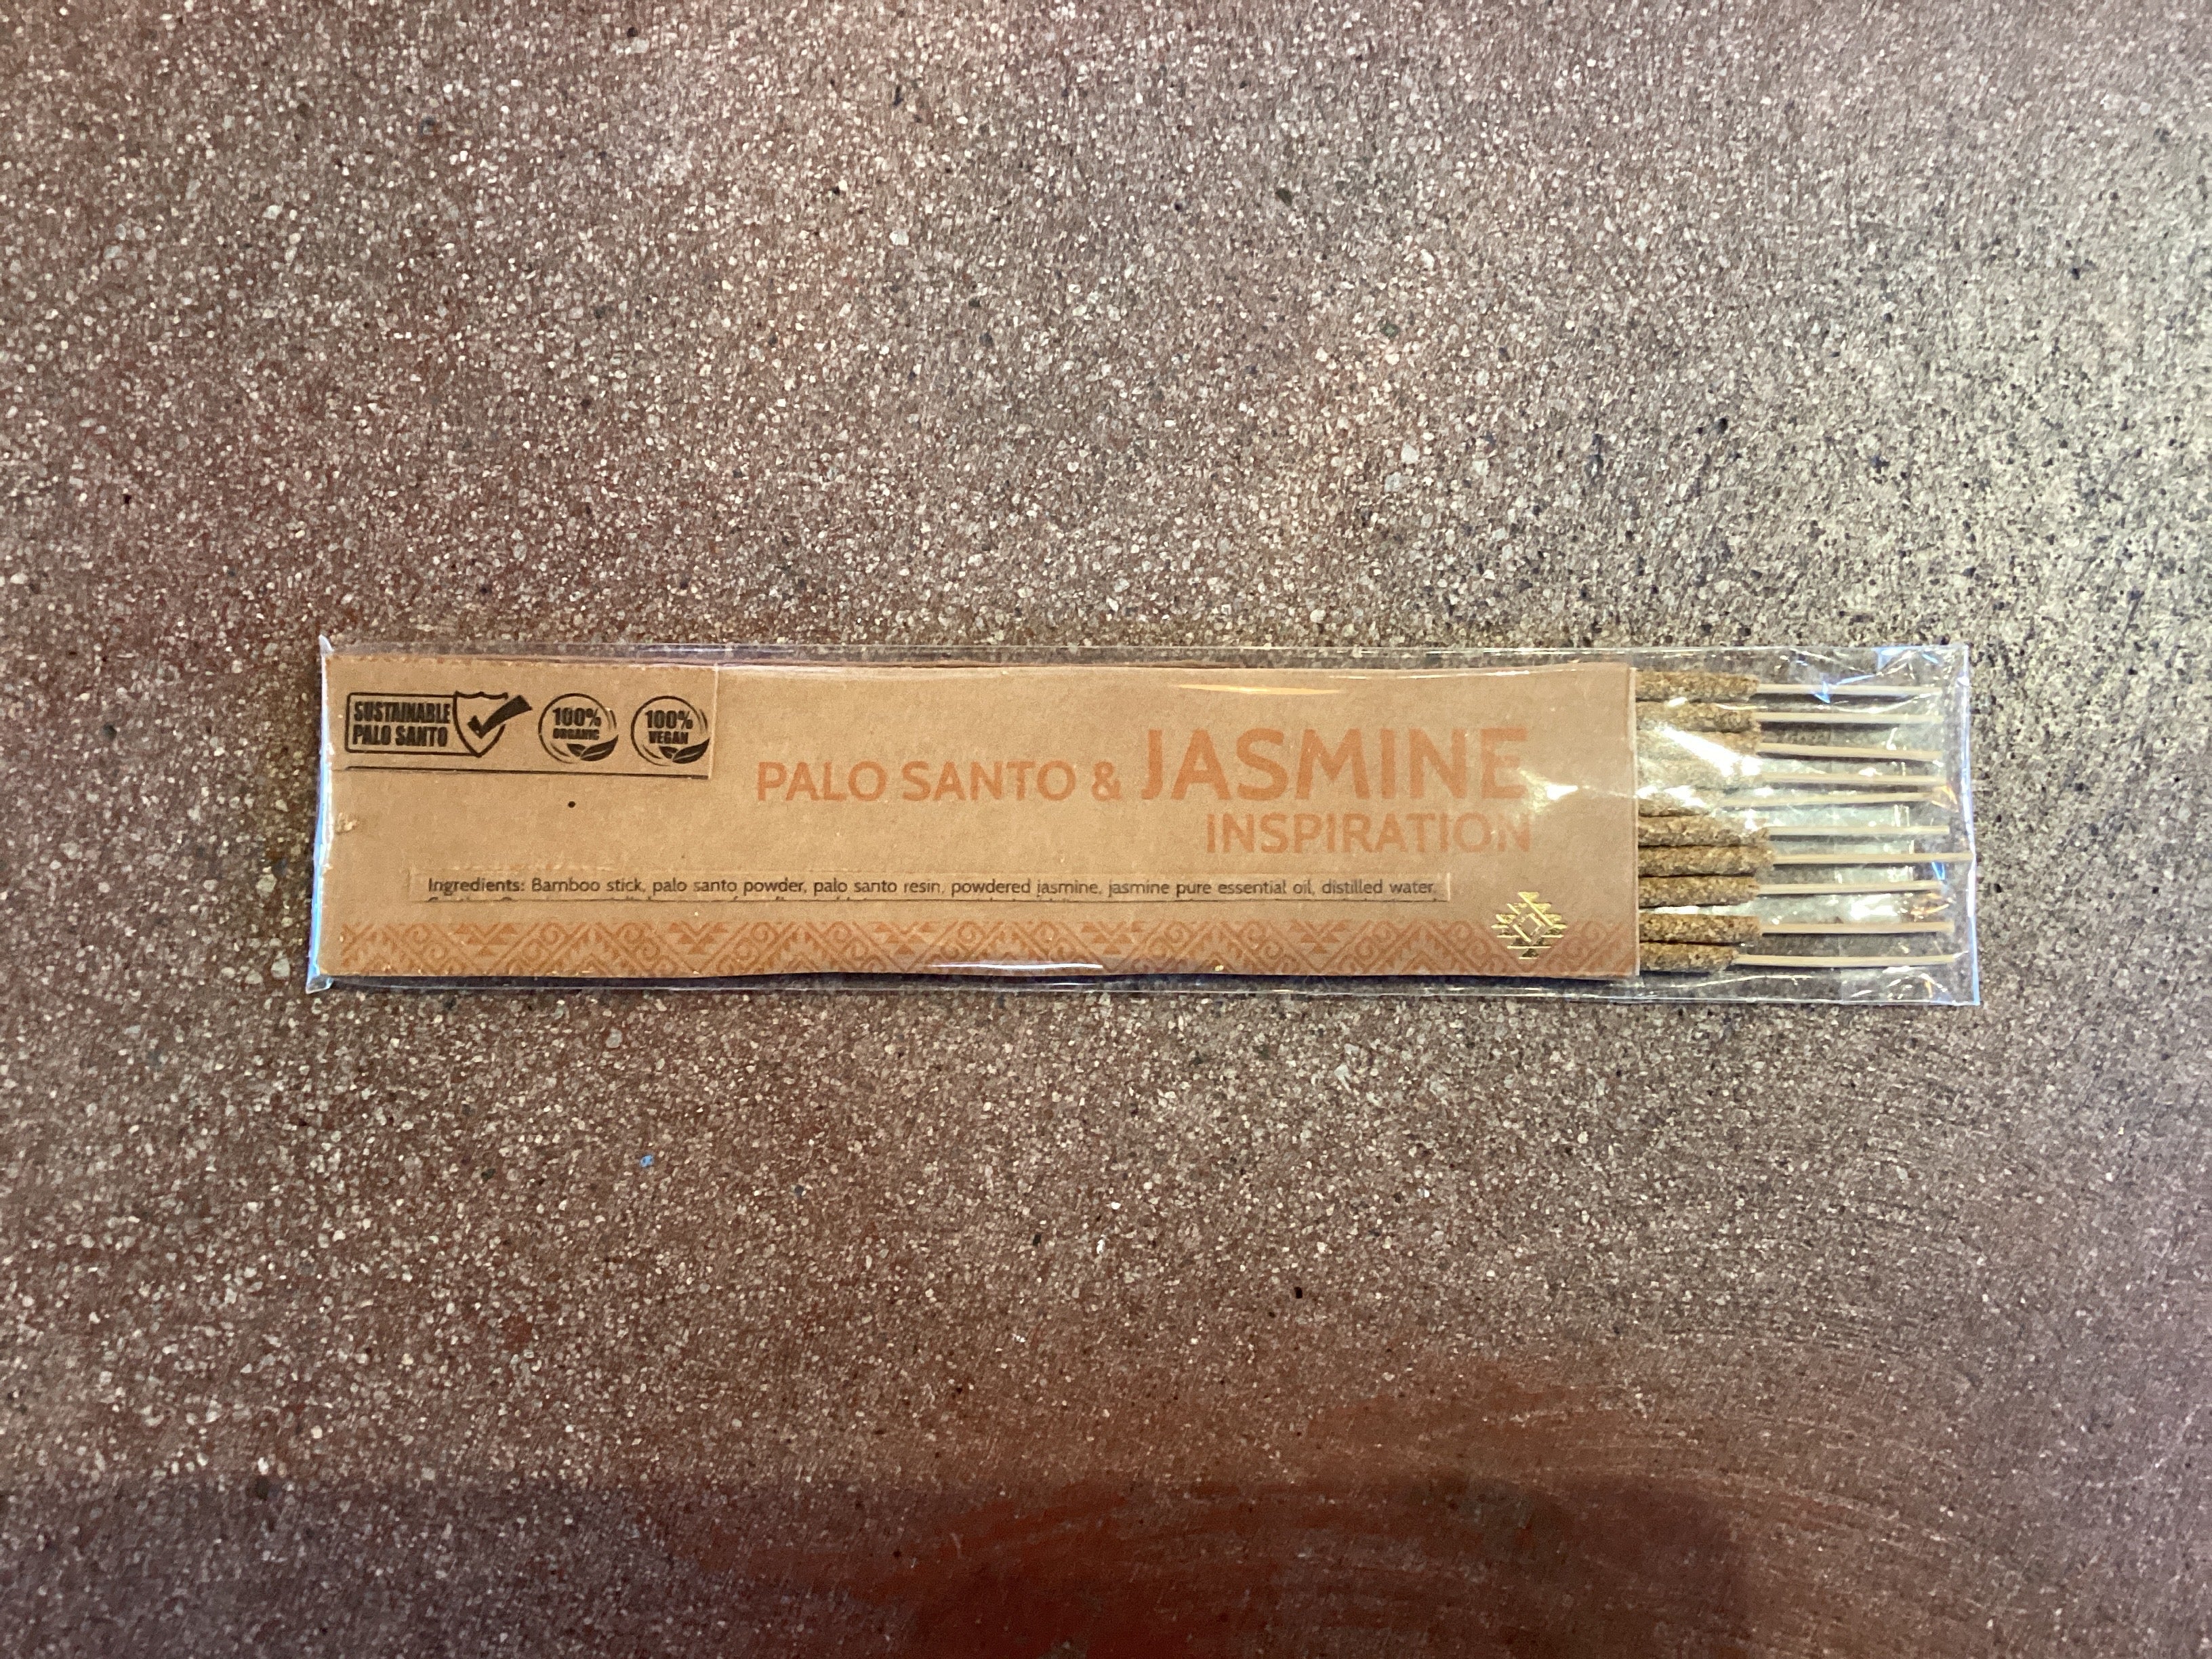 SUSTAINABLE
PALO SANTO
100%
ORGANIC
100%
VEGAN
PALO SANTO & JASMINE
INSPIRATION
Ingredients: Bamboo stick, palo santo powder, palo santo resin, powdered jasmine, jasmine pure essential oil, distilled water.